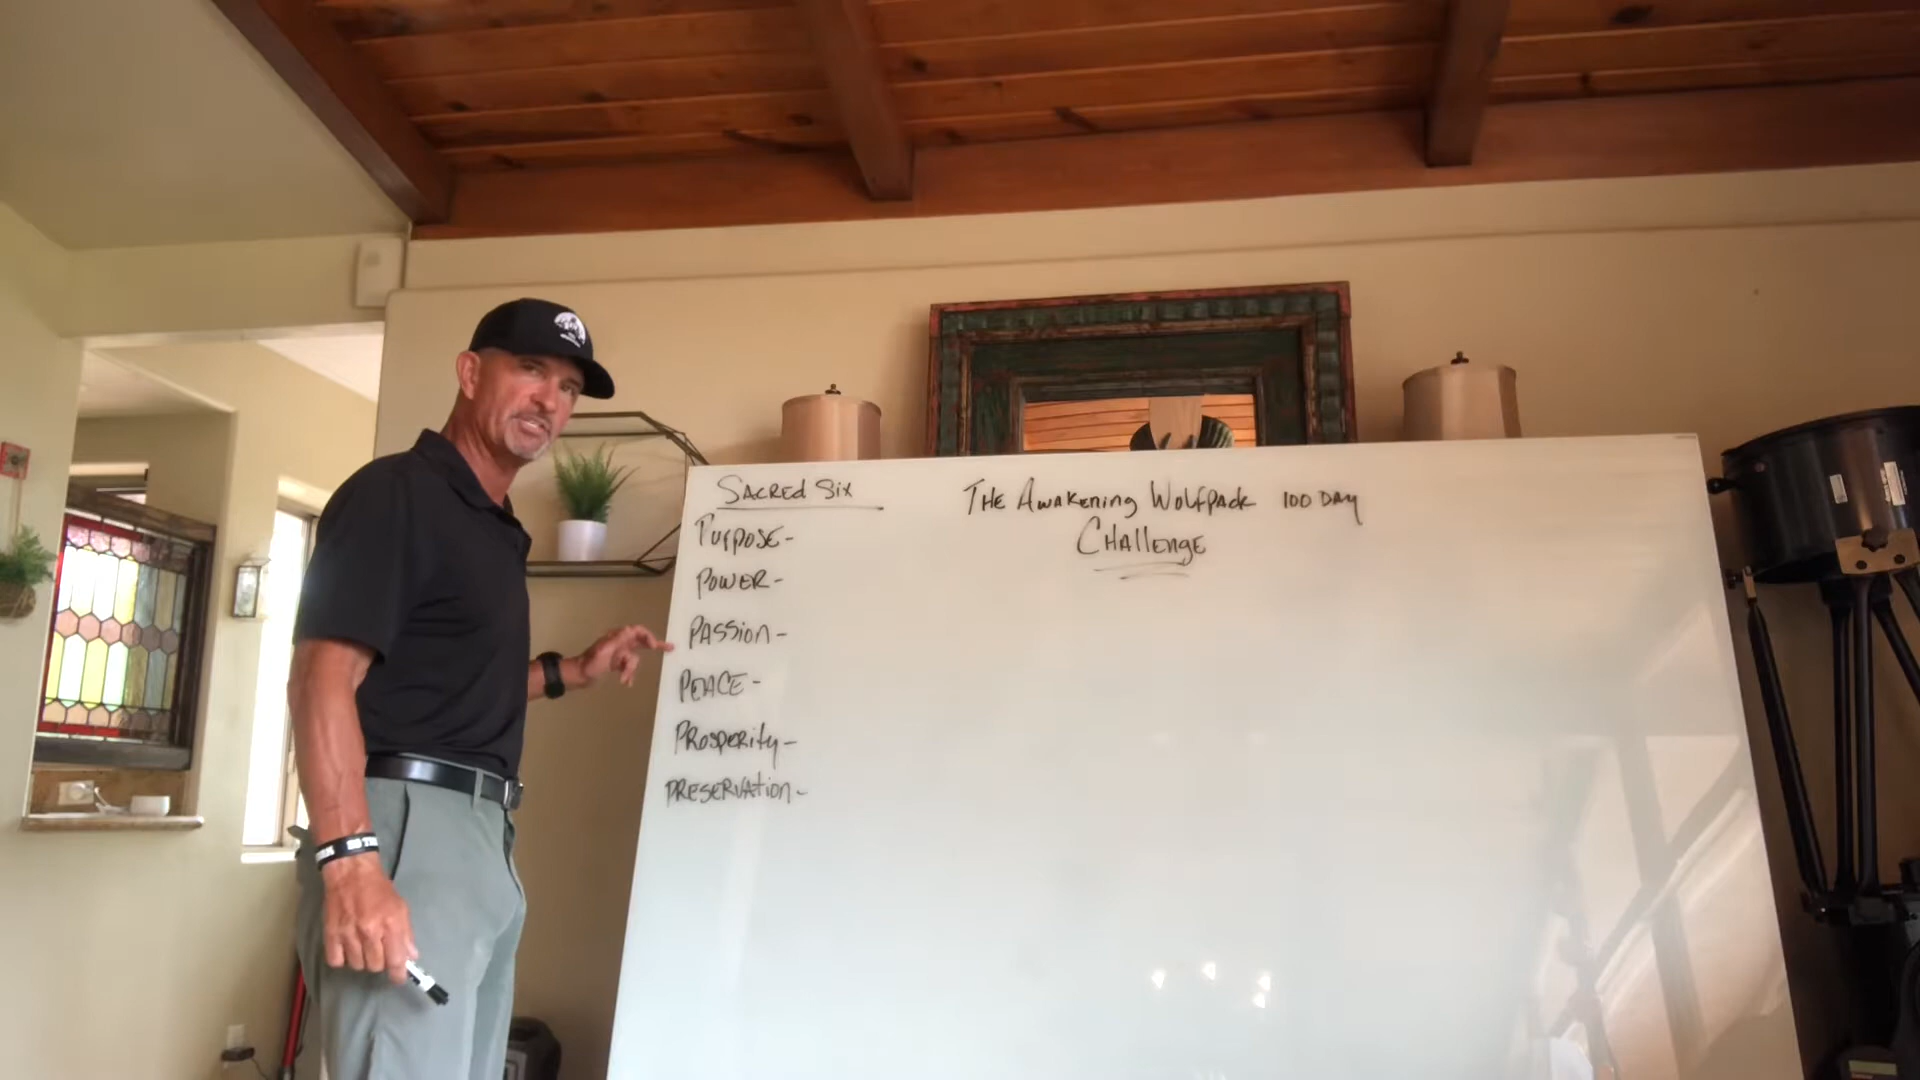 Sacred Six
Purpose-
Power-
Passion-
Peace-
Prosperity-
Preservation-
The Awakening Wolfpack 100 Day
Challenge